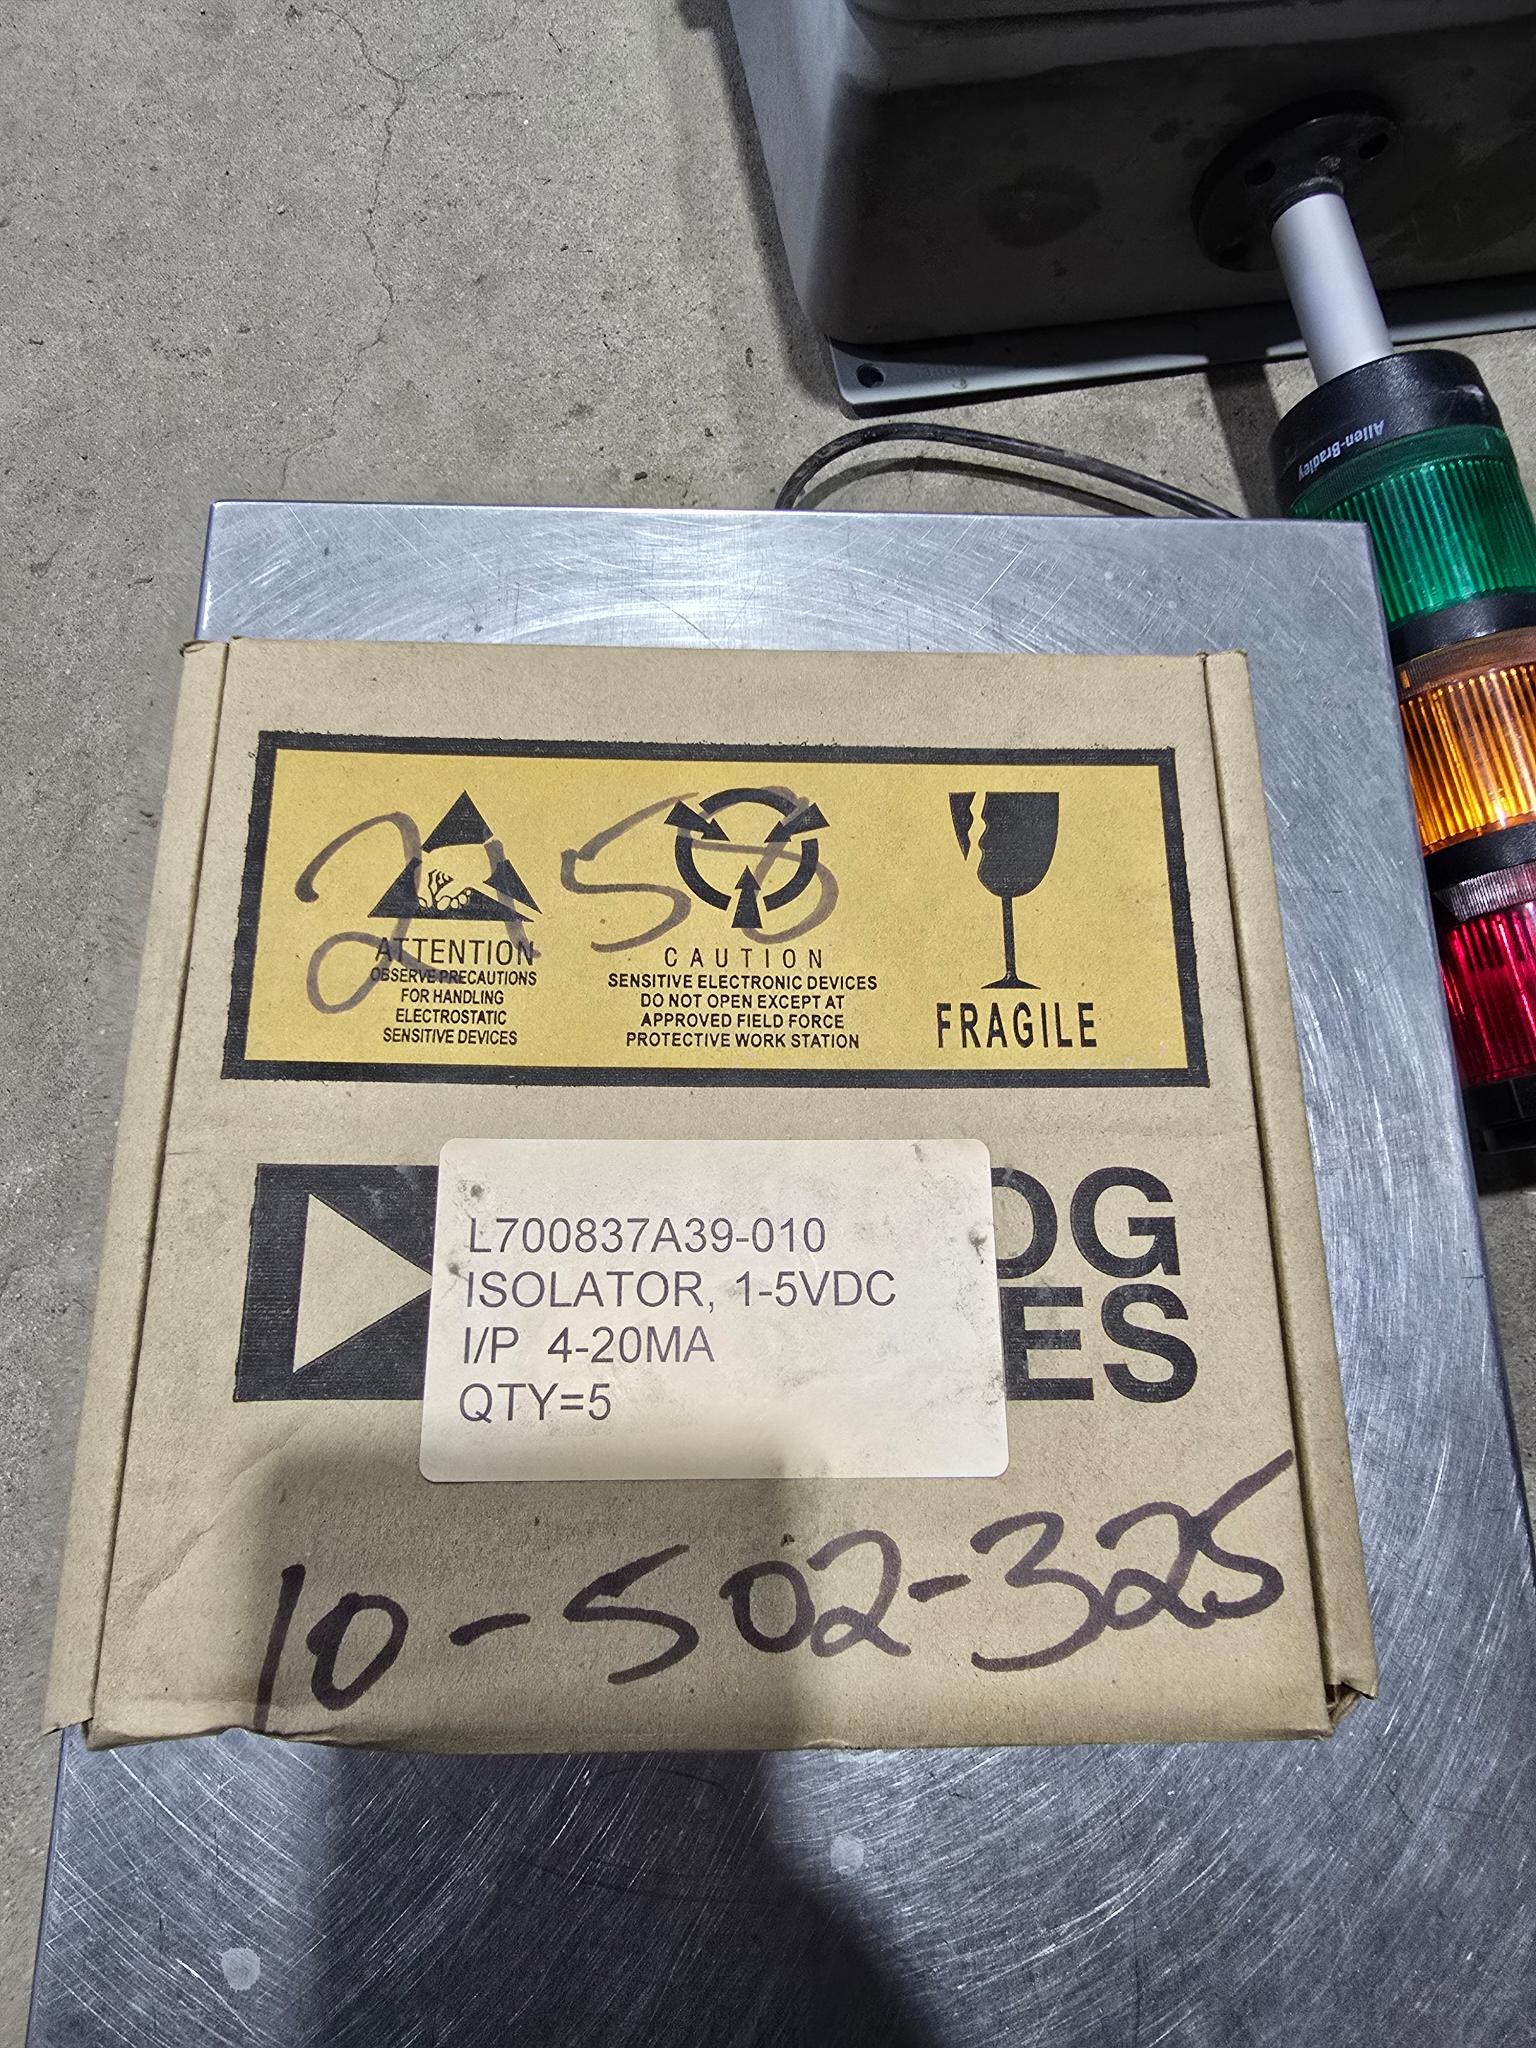 Allen-Bradley
ATTENTION
OBSERVE PRECAUTIONS
FOR HANDLING
ELECTROSTATIC
SENSITIVE DEVICES
CAUTION
SENSITIVE ELECTRONIC DEVICES
DO NOT OPEN EXCEPT AT
APPROVED FIELD FORCE
PROTECTIVE WORK STATION
FRAGILE
OG
ES
L700837A39-010
ISOLATOR, 1-5VDC
I/P 4-20MA
QTY=5
10-502-325